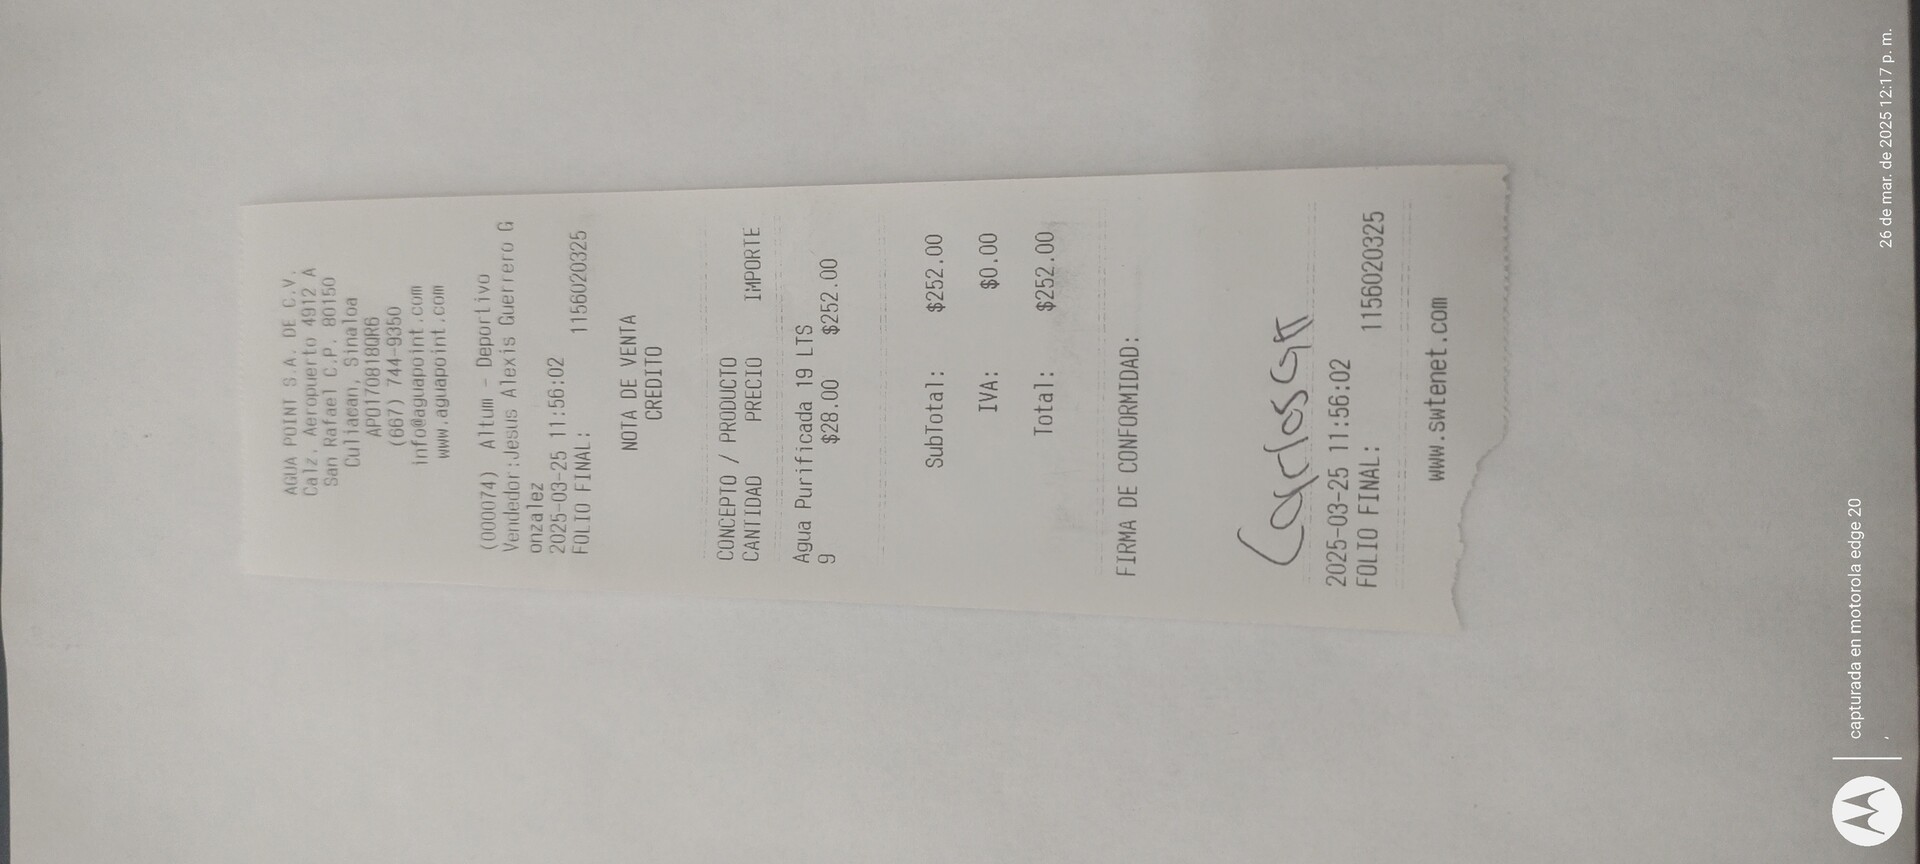 AGUA POINT S.A. DE C.V.
Calz. Aeropuerto 4912 A
San Rafael C.P. 80150
Culiacan, Sinaloa
APO170818QR6
(667) 744-9350
info@aguapoint.com
www.aguapoint.com
(000074) Altum - Deportivo
Vendedor:Jesus Alexis Guerrero G
onzalez
2025-03-25 11:56:02
FOLIO FINAL: 1156020325
NOTA DE VENTA
CREDITO
CONCEPTO / PRODUCTO
CANTIDAD PRECIO IMPORTE
Agua Purificada 19 LTS
9 $28.00 $252.00
SubTotal: $252.00
IVA: $0.00
Total: $252.00
FIRMA DE CONFORMIDAD:
Carlos
2025-03-25 11:56:02
FOLIO FINAL: 1156020325
www.swtenet.com
capturada en motorola edge 20
26 de mar. de 2025 12:17 p. m.